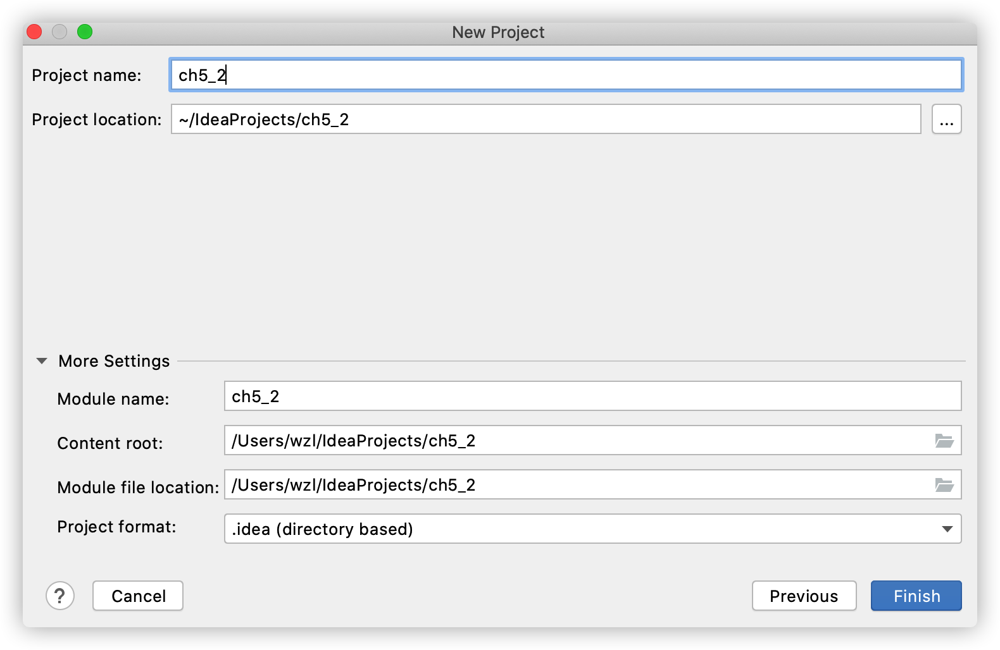 New Project
Project name: ch5_2
Project location: ~/IdeaProjects/ch5_2 ...
More Settings
Module name: ch5_2
Content root: /Users/wzl/IdeaProjects/ch5_2
Module file location: /Users/wzl/IdeaProjects/ch5_2
Project format: .idea (directory based)
? Cancel Previous Finish